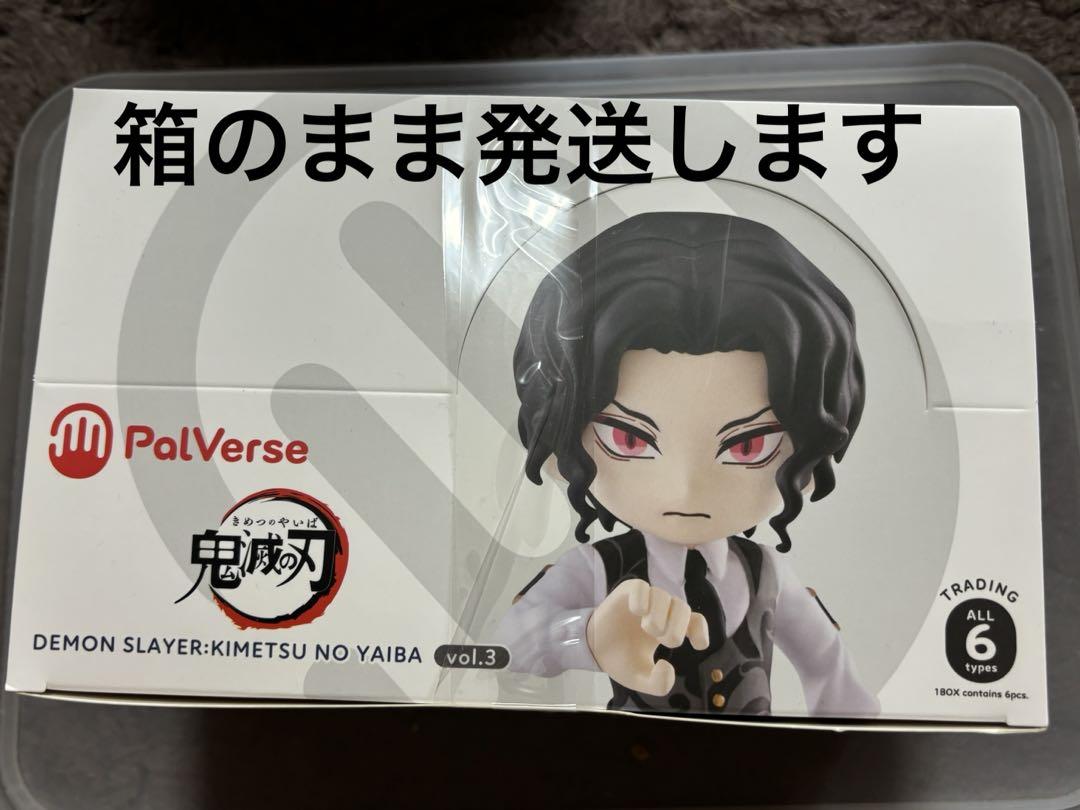 箱のまま発送します
PalVerse
きめつのやいば
鬼滅の刃
DEMON SLAYER:KIMETSU NO YAIBA vol.3
TRADING
ALL
6
types
1BOX contains 6pcs.